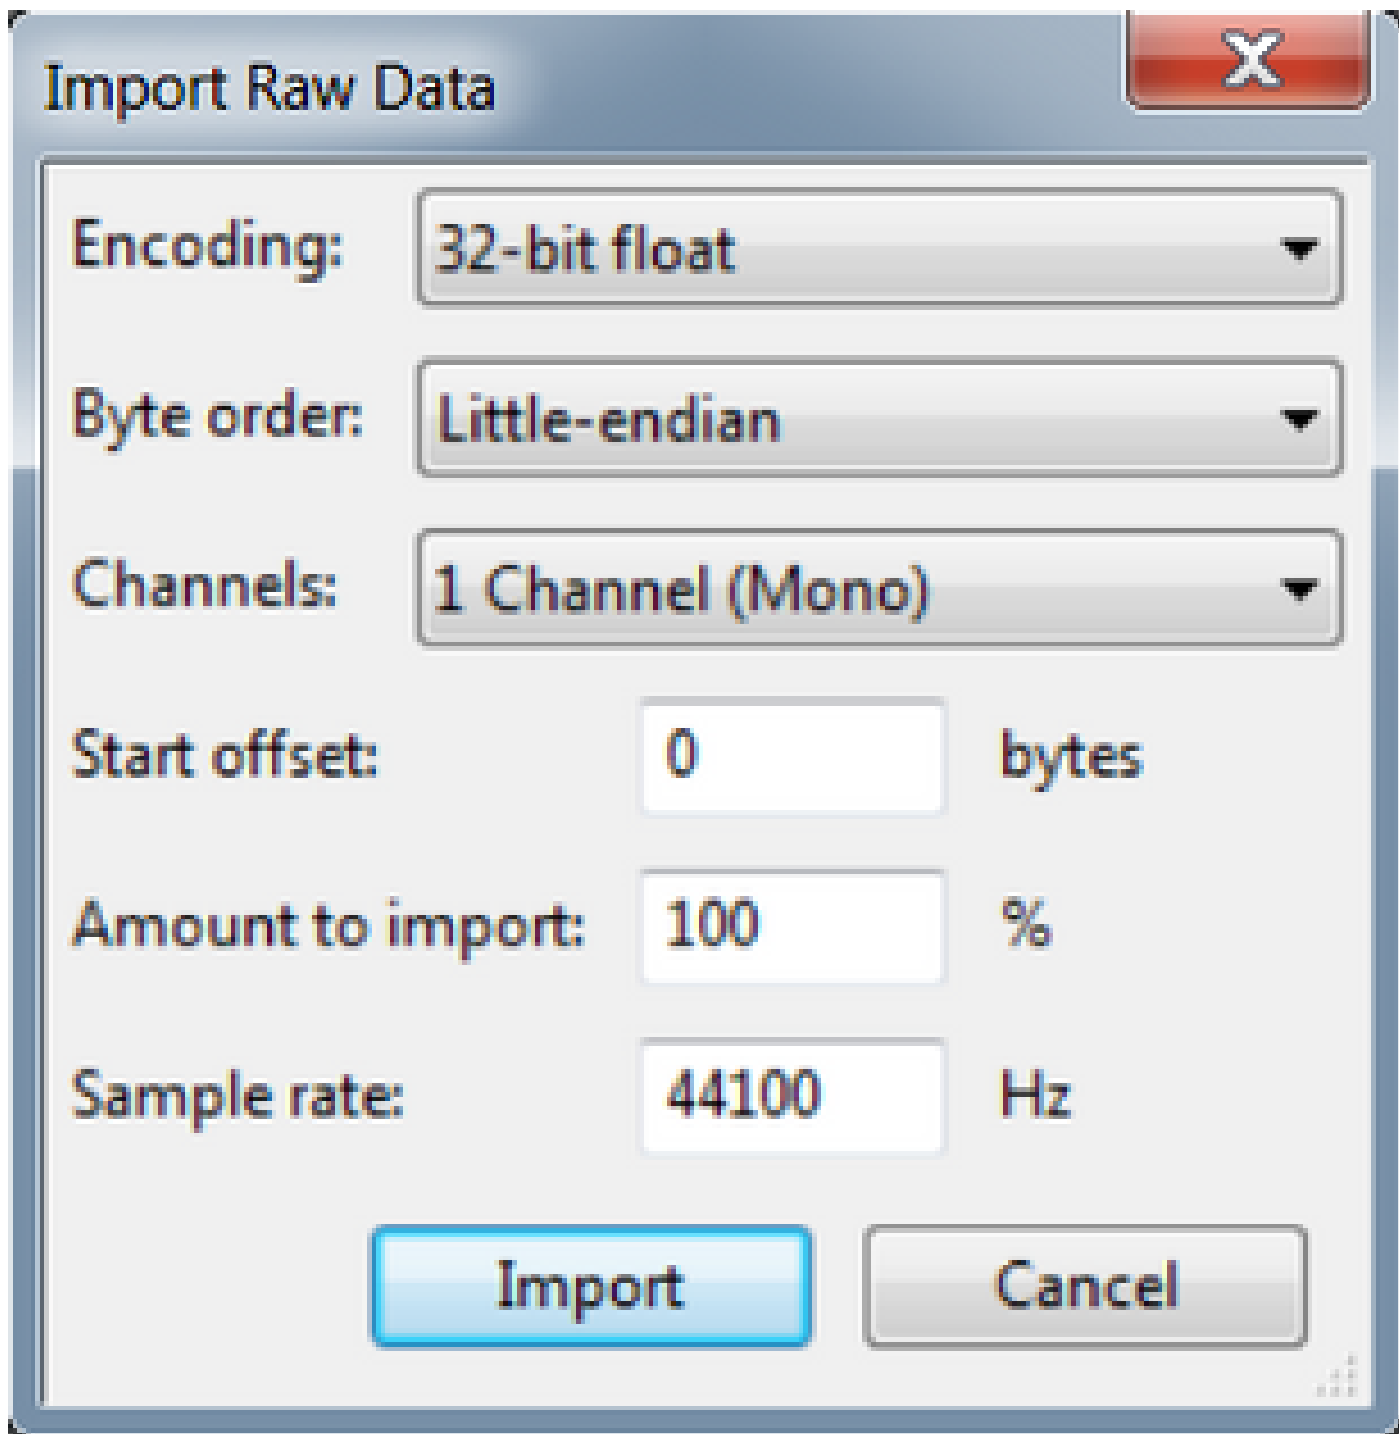 Import Raw Data
Encoding: 32-bit float
Byte order: Little-endian
Channels: 1 Channel (Mono)
Start offset: 0 bytes
Amount to import: 100 %
Sample rate: 44100 Hz
Import Cancel